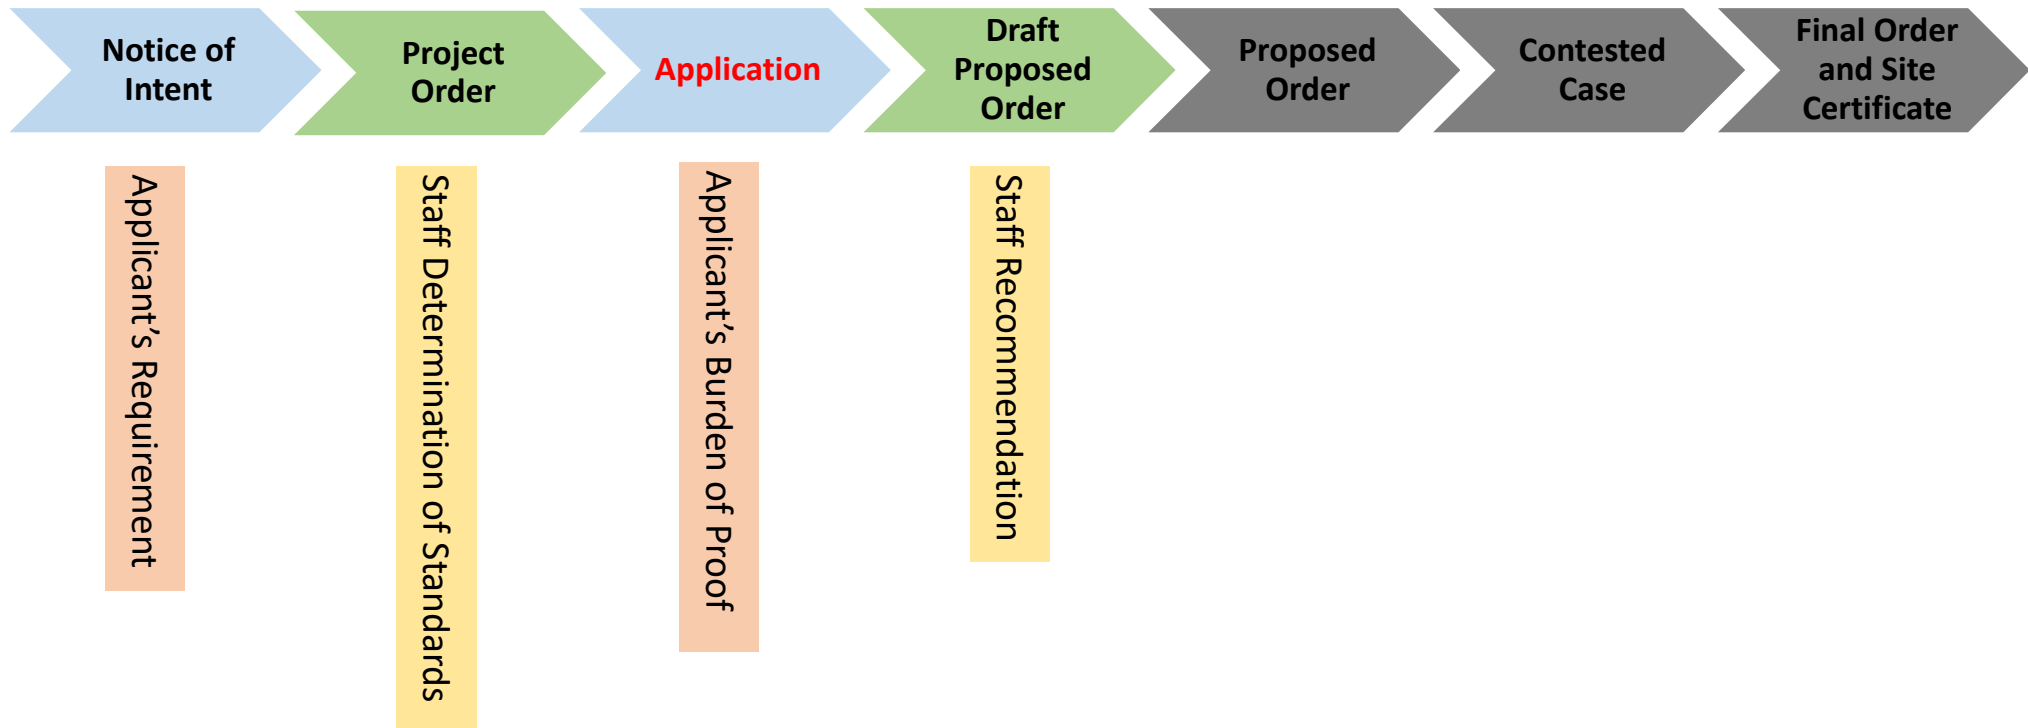 Notice of
Intent
Project
Order
Application
Draft
Proposed
Order
Proposed
Order
Contested
Case
Final Order
and Site
Certificate
Applicant’s Requirement
Staff Determination of Standards
Applicant’s Burden of Proof
Staff Recommendation